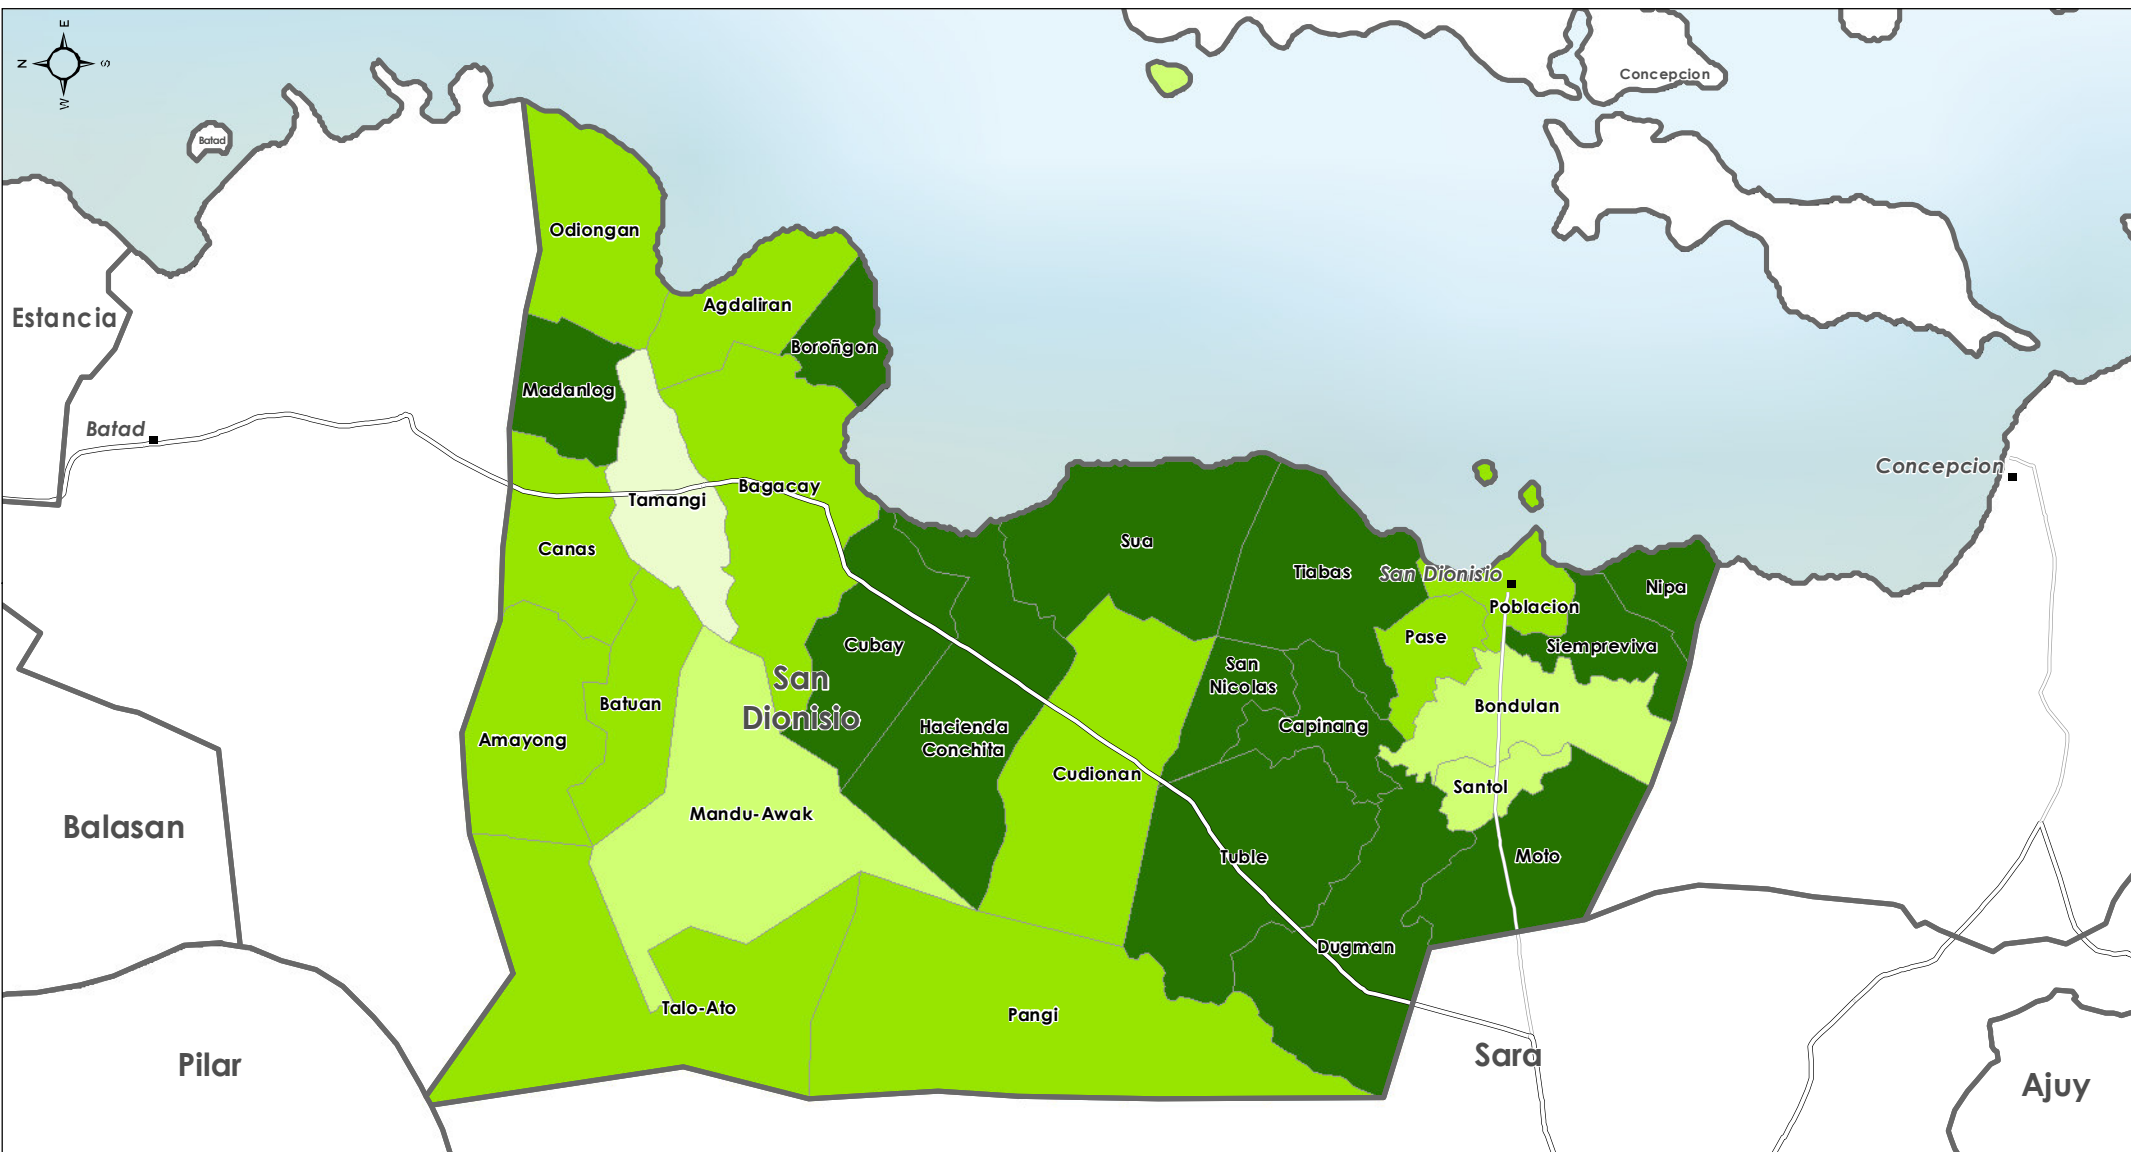 E
N
S
W
Concepcion
Batad
Odiongan
Agdaliran
Estancia
Boroñgon
Madanlog
Batad
Concepcion
Bagacay
Tamangi
Sua
Canas
Tiabas
San Dionisio
Nipa
Poblacion
Pase
Cubay
Siempreviva
San
Nicolas
San
Dionisio
Batuan
Bondulan
Hacienda
Conchita
Capinang
Amayong
Cudionan
Santol
Mandu-Awak
Balasan
Tuble
Moto
Dugman
Talo-Ato
Pangi
Pilar
Sara
Ajuy